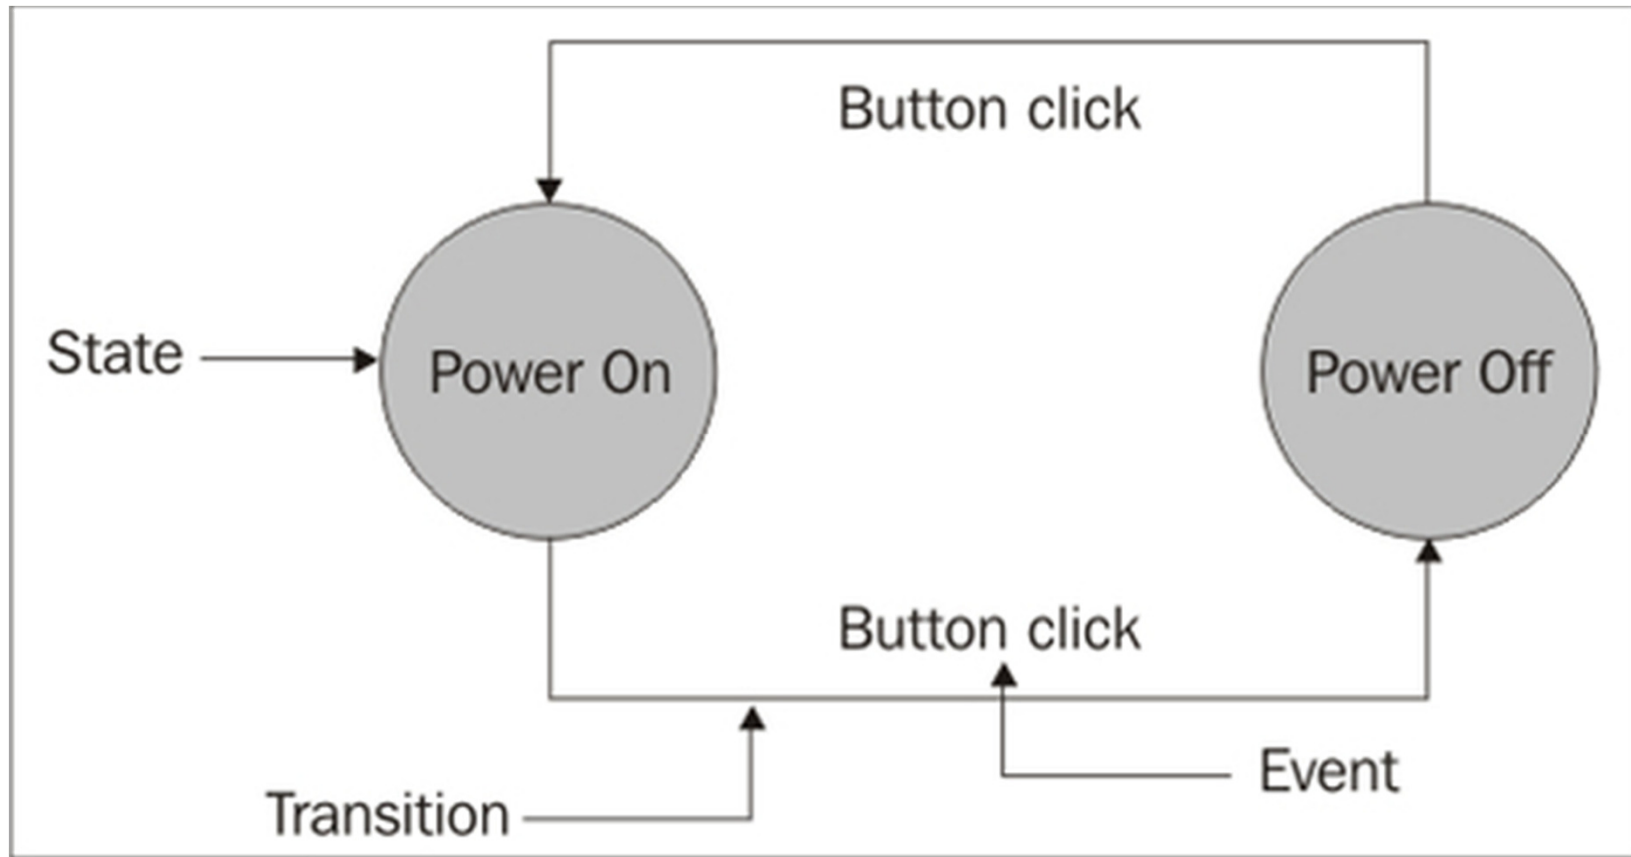 Button click
State
Power On
Power Off
Button click
Event
Transition